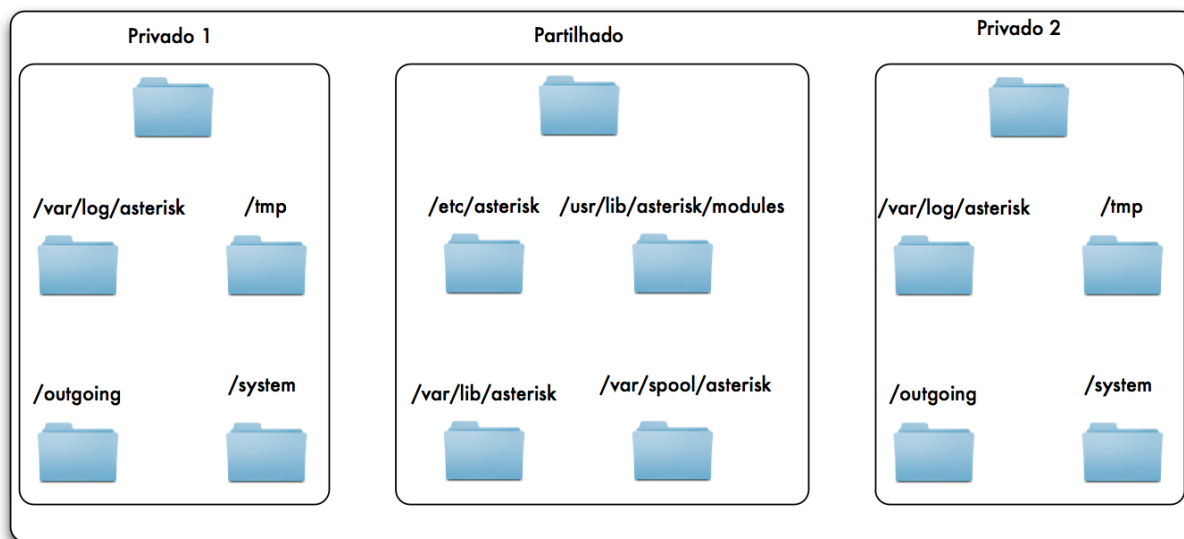 Privado 1
Partilhado
Privado 2
/var/log/asterisk
/tmp
/etc/asterisk
/usr/lib/asterisk/modules
/var/log/asterisk
/tmp
/outgoing
/system
/var/lib/asterisk
/var/spool/asterisk
/outgoing
/system